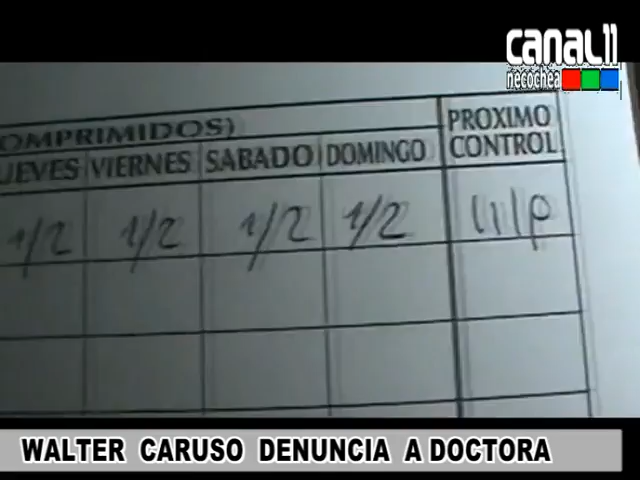 CANAL 11
necochea
OMPRIMIDOS)
JUEVES VIERNES SABADO DOMINGO PROXIMO CONTROL
1/2 1/2 1/2 1/2
WALTER CARUSO DENUNCIA A DOCTORA